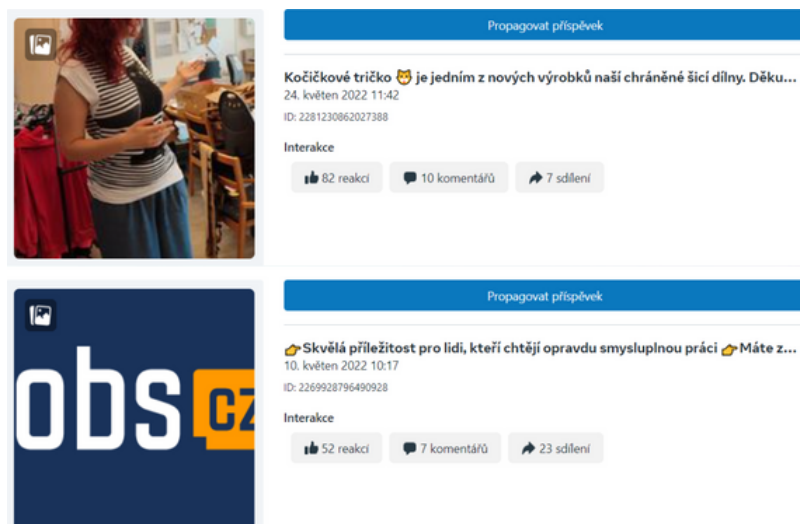 Propagovat příspěvek
Kočičkové tričko 🐱 je jedním z nových výrobků naší chráněné šicí dílny. Děku...
24. květen 2022 11:42
ID: 2281230862027388
Interakce
82 reakcí
10 komentářů
7 sdílení
obs cz
Propagovat příspěvek
👉Skvělá příležitost pro lidi, kteří chtějí opravdu smysluplnou práci 👉Máte z...
10. květen 2022 10:17
ID: 2269928796490928
Interakce
52 reakcí
7 komentářů
23 sdílení